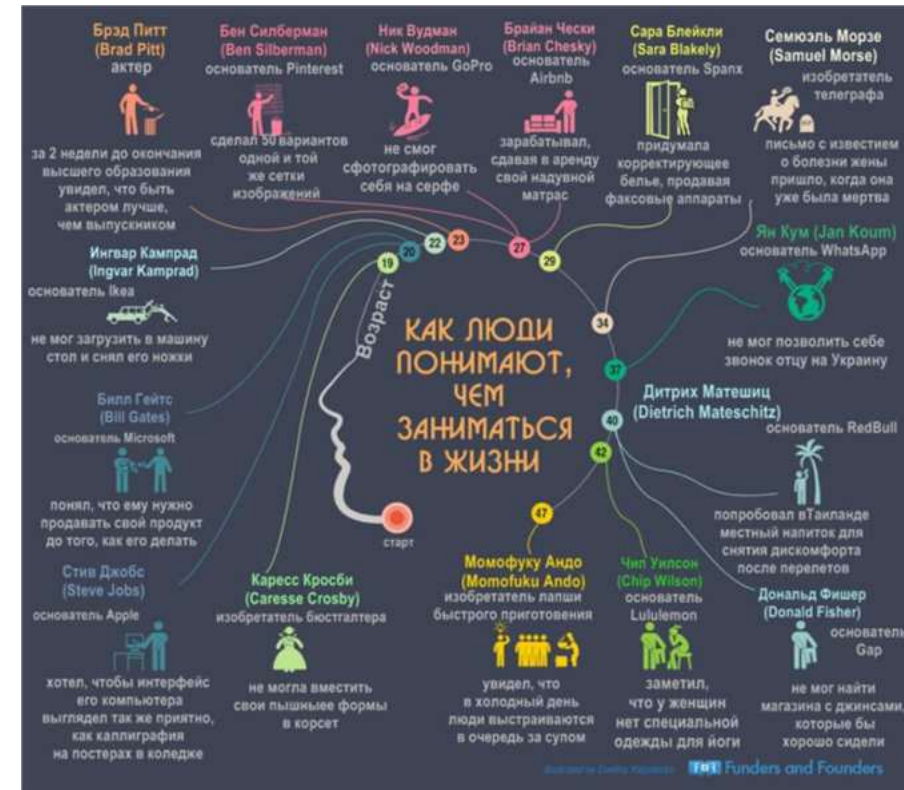 Брэд Питт
(Brad Pitt)
актер
за 2 недели до окончания
высшего образования
увидел, что быть
актером лучше,
чем выпускником
Бен Силберман
(Ben Silberman)
основатель Pinterest
сделал 50 вариантов
одной и той
же сетки
изображений
Ник Вудман
(Nick Woodman)
основатель GoPro
не смог
сфотографировать
себя на серфе
Брайан Чески
(Brian Chesky)
основатель
Airbnb
зарабатывал,
сдавая в аренду
свой надувной
матрас
Сара Блейкли
(Sara Blakely)
основатель Spanx
придумала
корректирующее
белье, продавая
факсовые аппараты
Семюэль Морзе
(Samuel Morse)
изобретатель
телеграфа
письмо с известием
о болезни жены
пришло, когда она
уже была мертва
Ингвар Кампрад
(Ingvar Kamprad)
основатель Ikea
не мог загрузить в машину
стол и снял его ножки
Ян Кум (Jan Koum)
основатель WhatsApp
не мог позволить себе
звонок отцу на Украину
19
20
22
23
27
29
34
37
40
42
47
Возраст
КАК ЛЮДИ
ПОНИМАЮТ,
ЧЕМ
ЗАНИМАТЬСЯ
В ЖИЗНИ
старт
Билл Гейтс
(Bill Gates)
основатель Microsoft
понял, что ему нужно
продавать свой продукт
до того, как его делать
Дитрих Матешиц
(Dietrich Mateschitz)
основатель RedBull
попробовал вТаиланде
местный напиток для
снятия дискомфорта
после перелетов
Стив Джобс
(Steve Jobs)
основатель Apple
хотел, чтобы интерфейс
его компьютера
выглядел так же приятно,
как каллиграфия
на постерах в коледже
Каресс Кросби
(Caresse Crosby)
изобретатель бюстгалтера
не могла вместить
свои пышныее формы
в корсет
Момофуку Андо
(Momofuku Ando)
изобретатель лапши
быстрого приготовения
увидел, что
в холодный день
люди выстраиваются
в очередь за супом
Чип Уилсон
(Chip Wilson)
основатель
Lululemon
заметил,
что у женщин
нет специальной
одежды для йоги
Дональд Фишер
(Donald Fisher)
основатель
Gap
не мог найти
магазина с джинсами,
которые бы
хорошо сидели
Funders and Founders